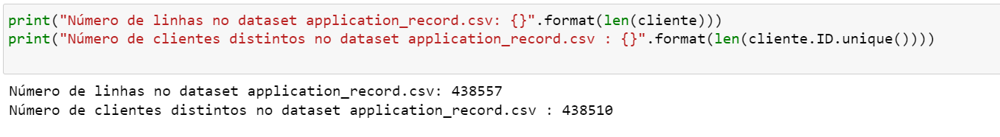 print("Número de linhas no dataset application_record.csv: {}".format(len(cliente)))
print("Número de clientes distintos no dataset application_record.csv : {}".format(len(cliente.ID.unique())))
Número de linhas no dataset application_record.csv: 438557
Número de clientes distintos no dataset application_record.csv : 438510